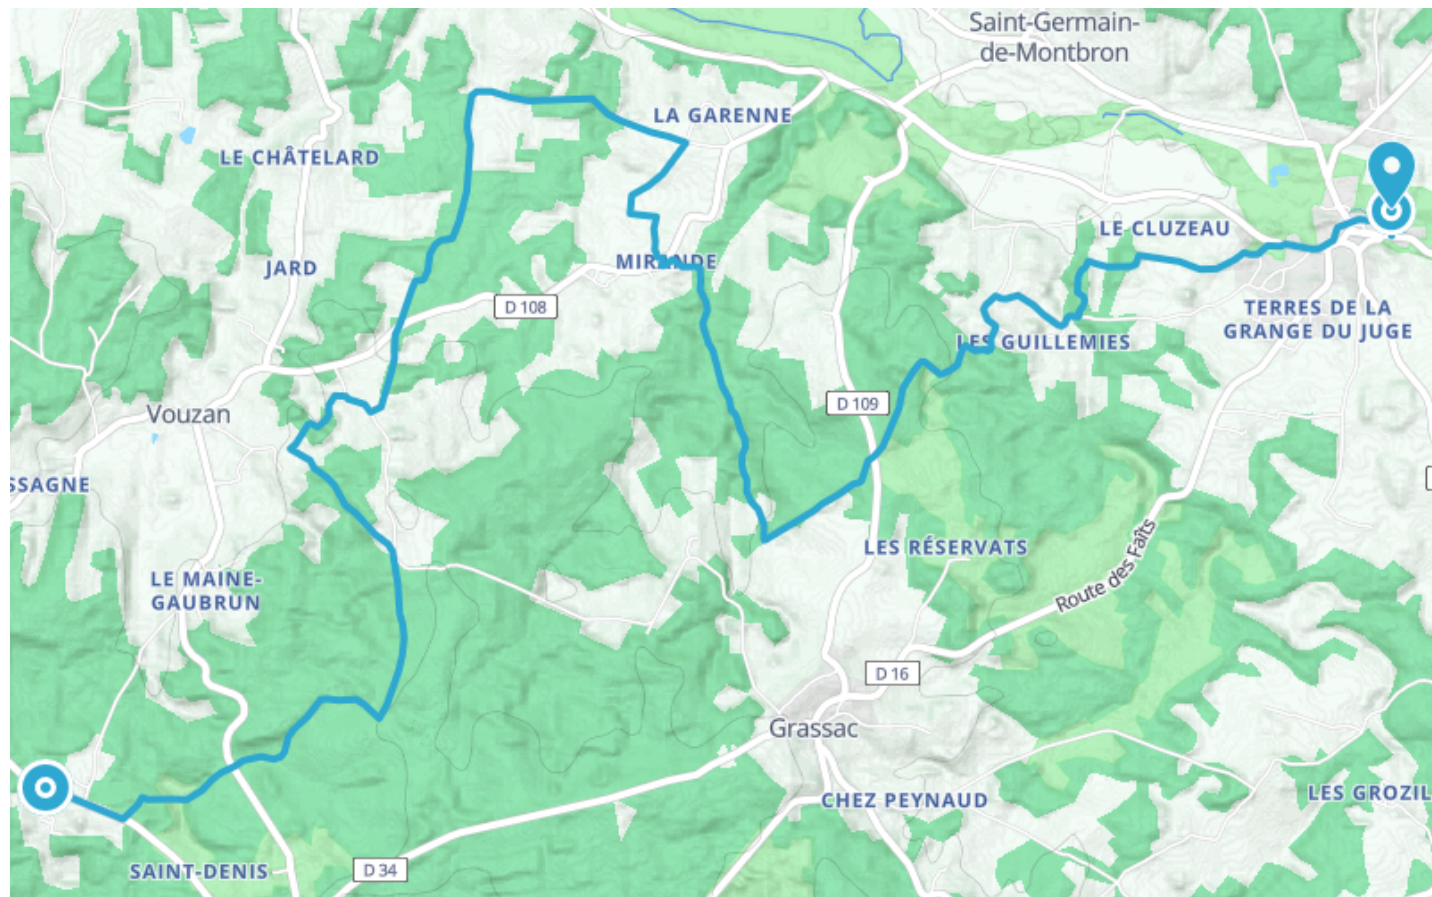 Saint-Germain-
de-Montbron
LA GARENNE
LE CHÂTELARD
LE CLUZEAU
JARD
MIRANDE
D 108
TERRES DE LA
GRANGE DU JUGE
LES GUILLEMIES
D 109
Vouzan
SSAGNE
LES RÉSERVATS
Route des Faîts
LE MAINE-
GAUBRUN
D 16
Grassac
CHEZ PEYNAUD
LES GROZIL
SAINT-DENIS
D 34